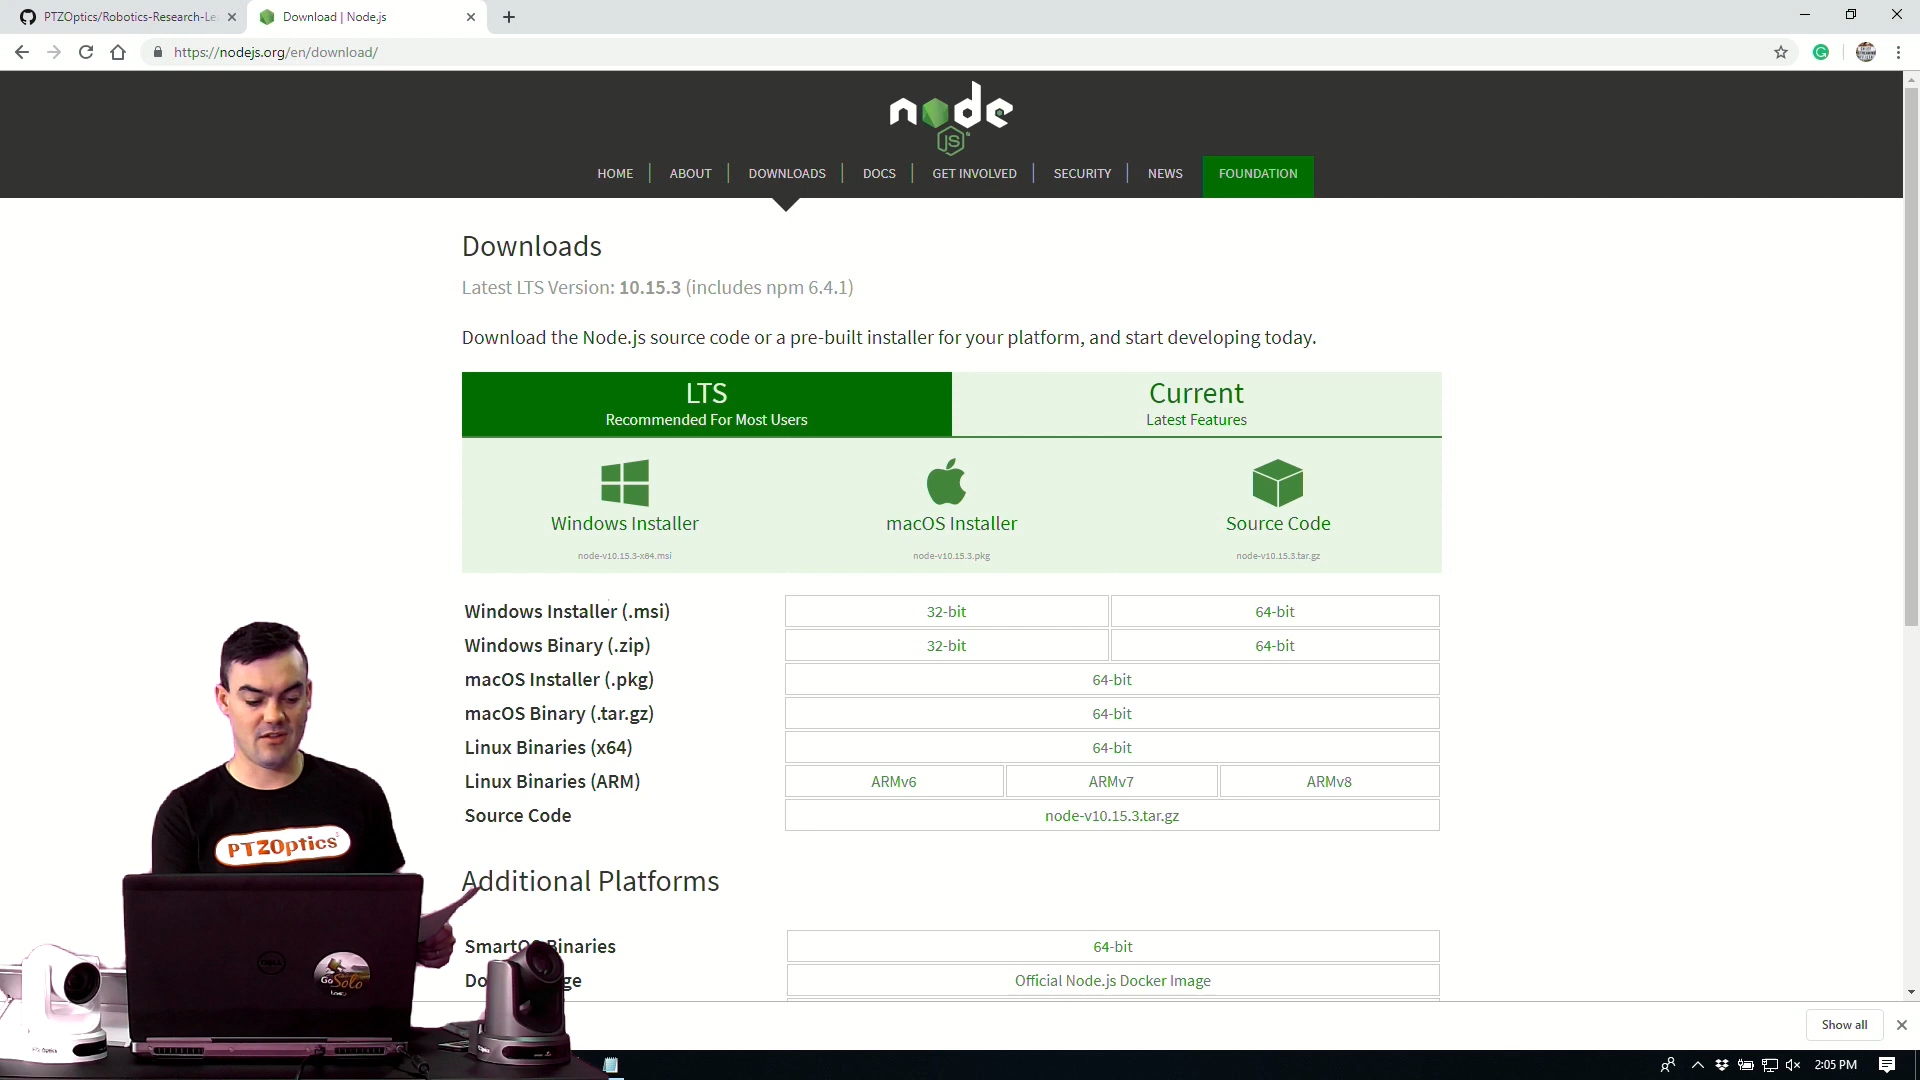 PTZOptics/Robotics-Research-Le
Download | Node.js
https://nodejs.org/en/download/
node
JS
HOME
ABOUT
DOWNLOADS
DOCS
GET INVOLVED
SECURITY
NEWS
FOUNDATION
Downloads
Latest LTS Version: 10.15.3 (includes npm 6.4.1)
Download the Node.js source code or a pre-built installer for your platform, and start developing today.
LTS
Recommended For Most Users
Current
Latest Features
Windows Installer
node-v10.15.3-x64.msi
macOS Installer
node-v10.15.3.pkg
Source Code
node-v10.15.3.tar.gz
Windows Installer (.msi) 32-bit 64-bit
Windows Binary (.zip) 32-bit 64-bit
macOS Installer (.pkg) 64-bit
macOS Binary (.tar.gz) 64-bit
Linux Binaries (x64) 64-bit
Linux Binaries (ARM) ARMv6 ARMv7 ARMv8
Source Code node-v10.15.3.tar.gz
Additional Platforms
SmartO Binaries 64-bit
Do ge Official Node.js Docker Image
PTZOptics
DELL
Go Solo
Show all
2:05 PM